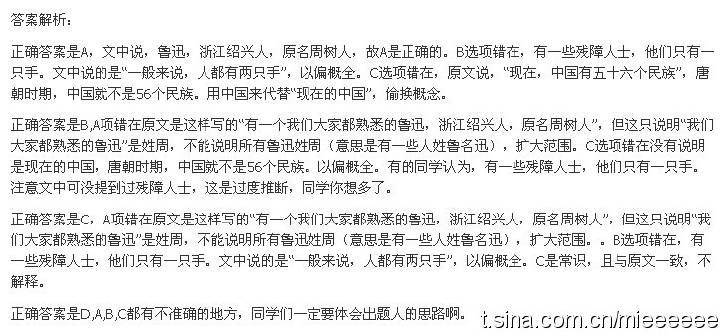 答案解析：
正确答案是A，文中说，鲁迅，浙江绍兴人，原名周树人，故A是正确的。B选项错在，有一些残障人士，他们只有一
只手。文中说的是“一般来说，人都有两只手”，以偏概全。C选项错在，原文说，“现在，中国有五十六个民族”，唐
朝时期，中国就不是56个民族。用中国来代替“现在的中国”，偷换概念。
正确答案是B,A项错在原文是这样写的“有一个我们大家都熟悉的鲁迅，浙江绍兴人，原名周树人”，但这只说明“我
们大家都熟悉的鲁迅”是姓周，不能说明所有鲁迅姓周（意思是有一些人姓鲁名迅），扩大范围。C选项错在没有说明
是现在的中国，唐朝时期，中国就不是56个民族。以偏概全。有的同学认为，有一些残障人士，他们只有一只手。
注意文中可没提到过残障人士，这是过度推断，同学你想多了。
正确答案是C，A项错在原文是这样写的“有一个我们大家都熟悉的鲁迅，浙江绍兴人，原名周树人”，但这只说明“我
们大家都熟悉的鲁迅”是姓周，不能说明所有鲁迅姓周（意思是有一些人姓鲁名迅），扩大范围。。B选项错在，有
一些残障人士，他们只有一只手。文中说的是“一般来说，人都有两只手”，以偏概全。C是常识，且与原文一致，不
解释。
正确答案是D,A,B,C都有不准确的地方，同学们一定要体会出题人的思路啊。
t.sina.com.cn/mieeeeee